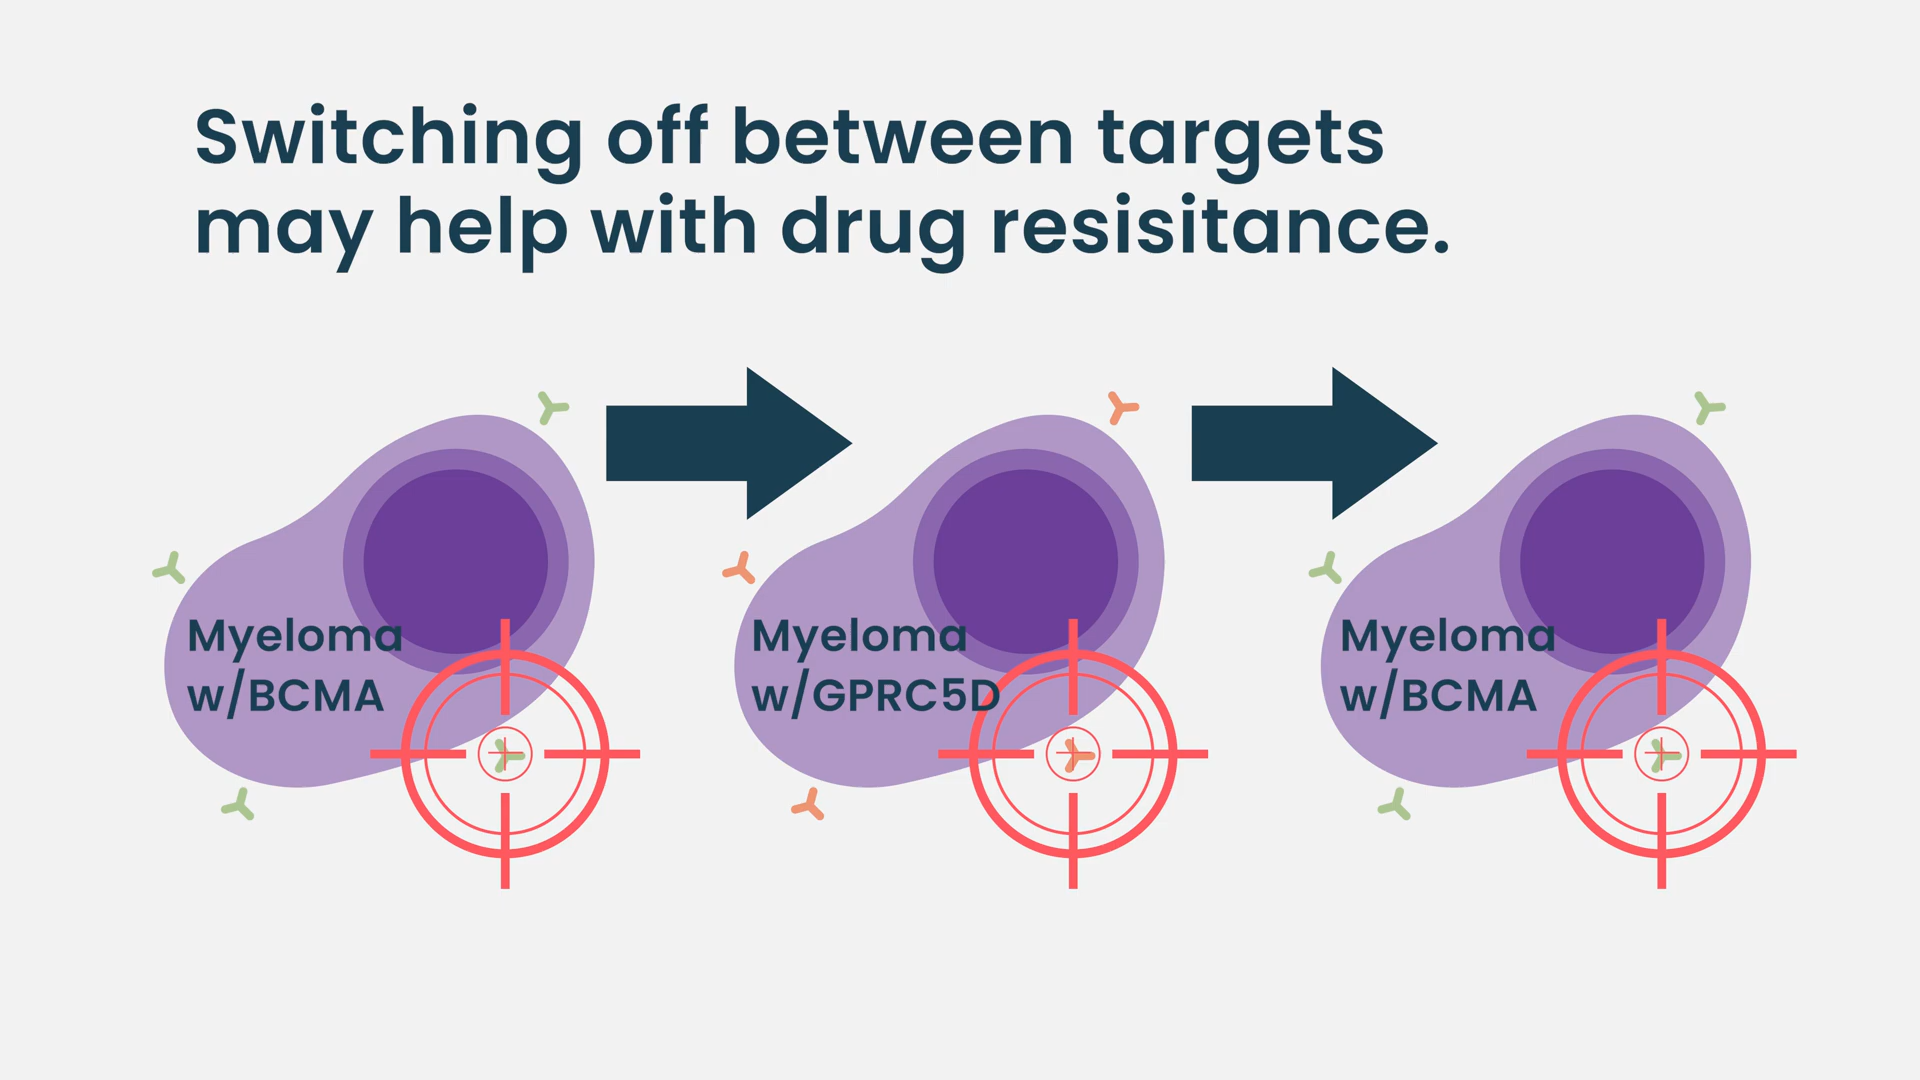 Switching off between targets
may help with drug resisitance.
Myeloma
w/BCMA
Myeloma
w/GPRC5D
Myeloma
w/BCMA